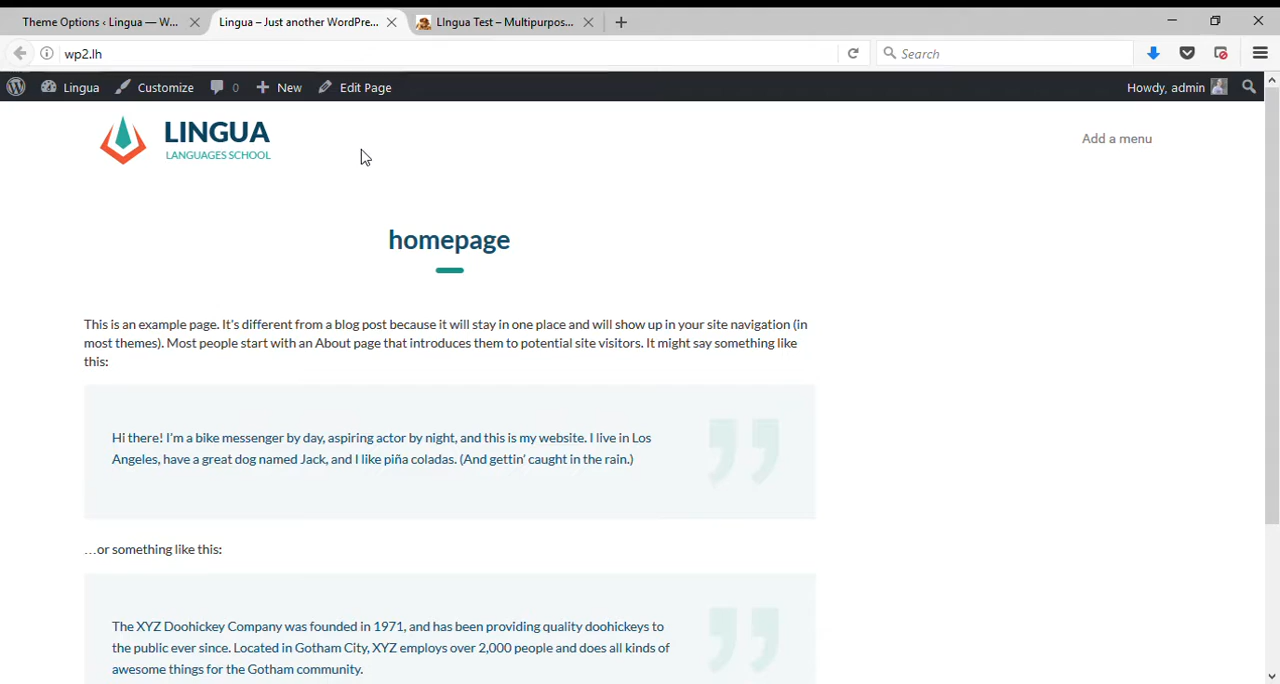 Theme Options ‹ Lingua — W...
Lingua – Just another WordPre...
LIngua Test – Multipurpos...
wp2.lh
Search
Lingua
Customize
0
New
Edit Page
Howdy, admin
LINGUA
LANGUAGES SCHOOL
Add a menu
homepage
This is an example page. It's different from a blog post because it will stay in one place and will show up in your site navigation (in
most themes). Most people start with an About page that introduces them to potential site visitors. It might say something like
this:
Hi there! I'm a bike messenger by day, aspiring actor by night, and this is my website. I live in Los
Angeles, have a great dog named Jack, and I like piña coladas. (And gettin' caught in the rain.)
…or something like this:
The XYZ Doohickey Company was founded in 1971, and has been providing quality doohickeys to
the public ever since. Located in Gotham City, XYZ employs over 2,000 people and does all kinds of
awesome things for the Gotham community.